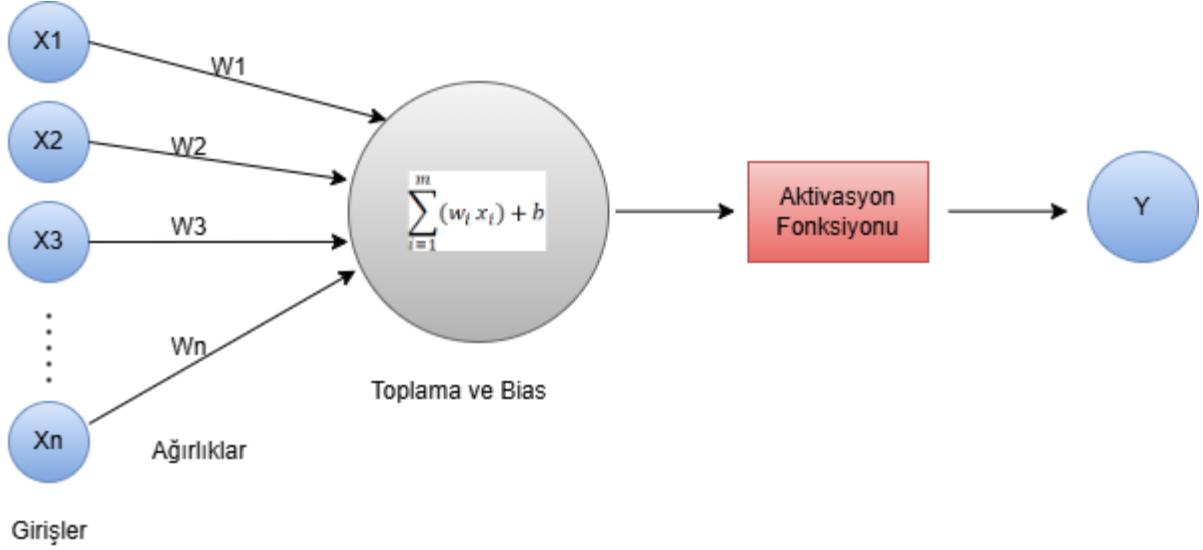 X1
W1
X2
W2
X3
W3
Wn
Xn
Ağırlıklar
Girişler
m
∑(wᵢ xᵢ) + b
i=1
Toplama ve Bias
Aktivasyon
Fonksiyonu
Y